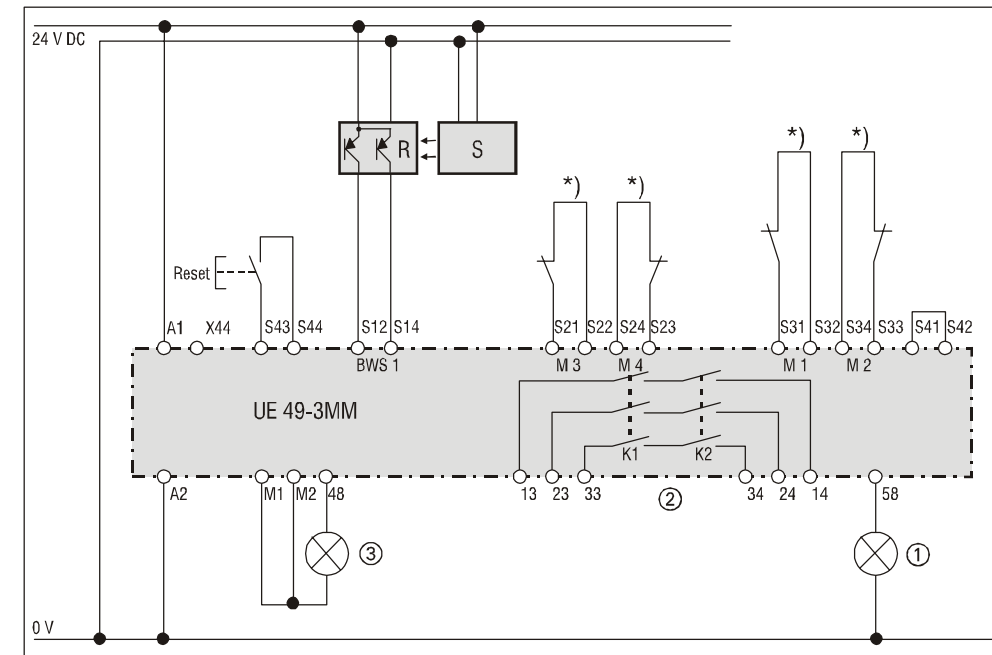 24 V DC
R S
*) *) *) *)
Reset
A1 X44 S43 S44 S12 S14 S21 S22 S24 S23 S31 S32 S34 S33 S41 S42
BWS 1 M 3 M 4 M 1 M 2
UE 49-3MM
K1 K2
A2 M1 M2 48 13 23 33 ② 34 24 14 58
③ ①
0 V